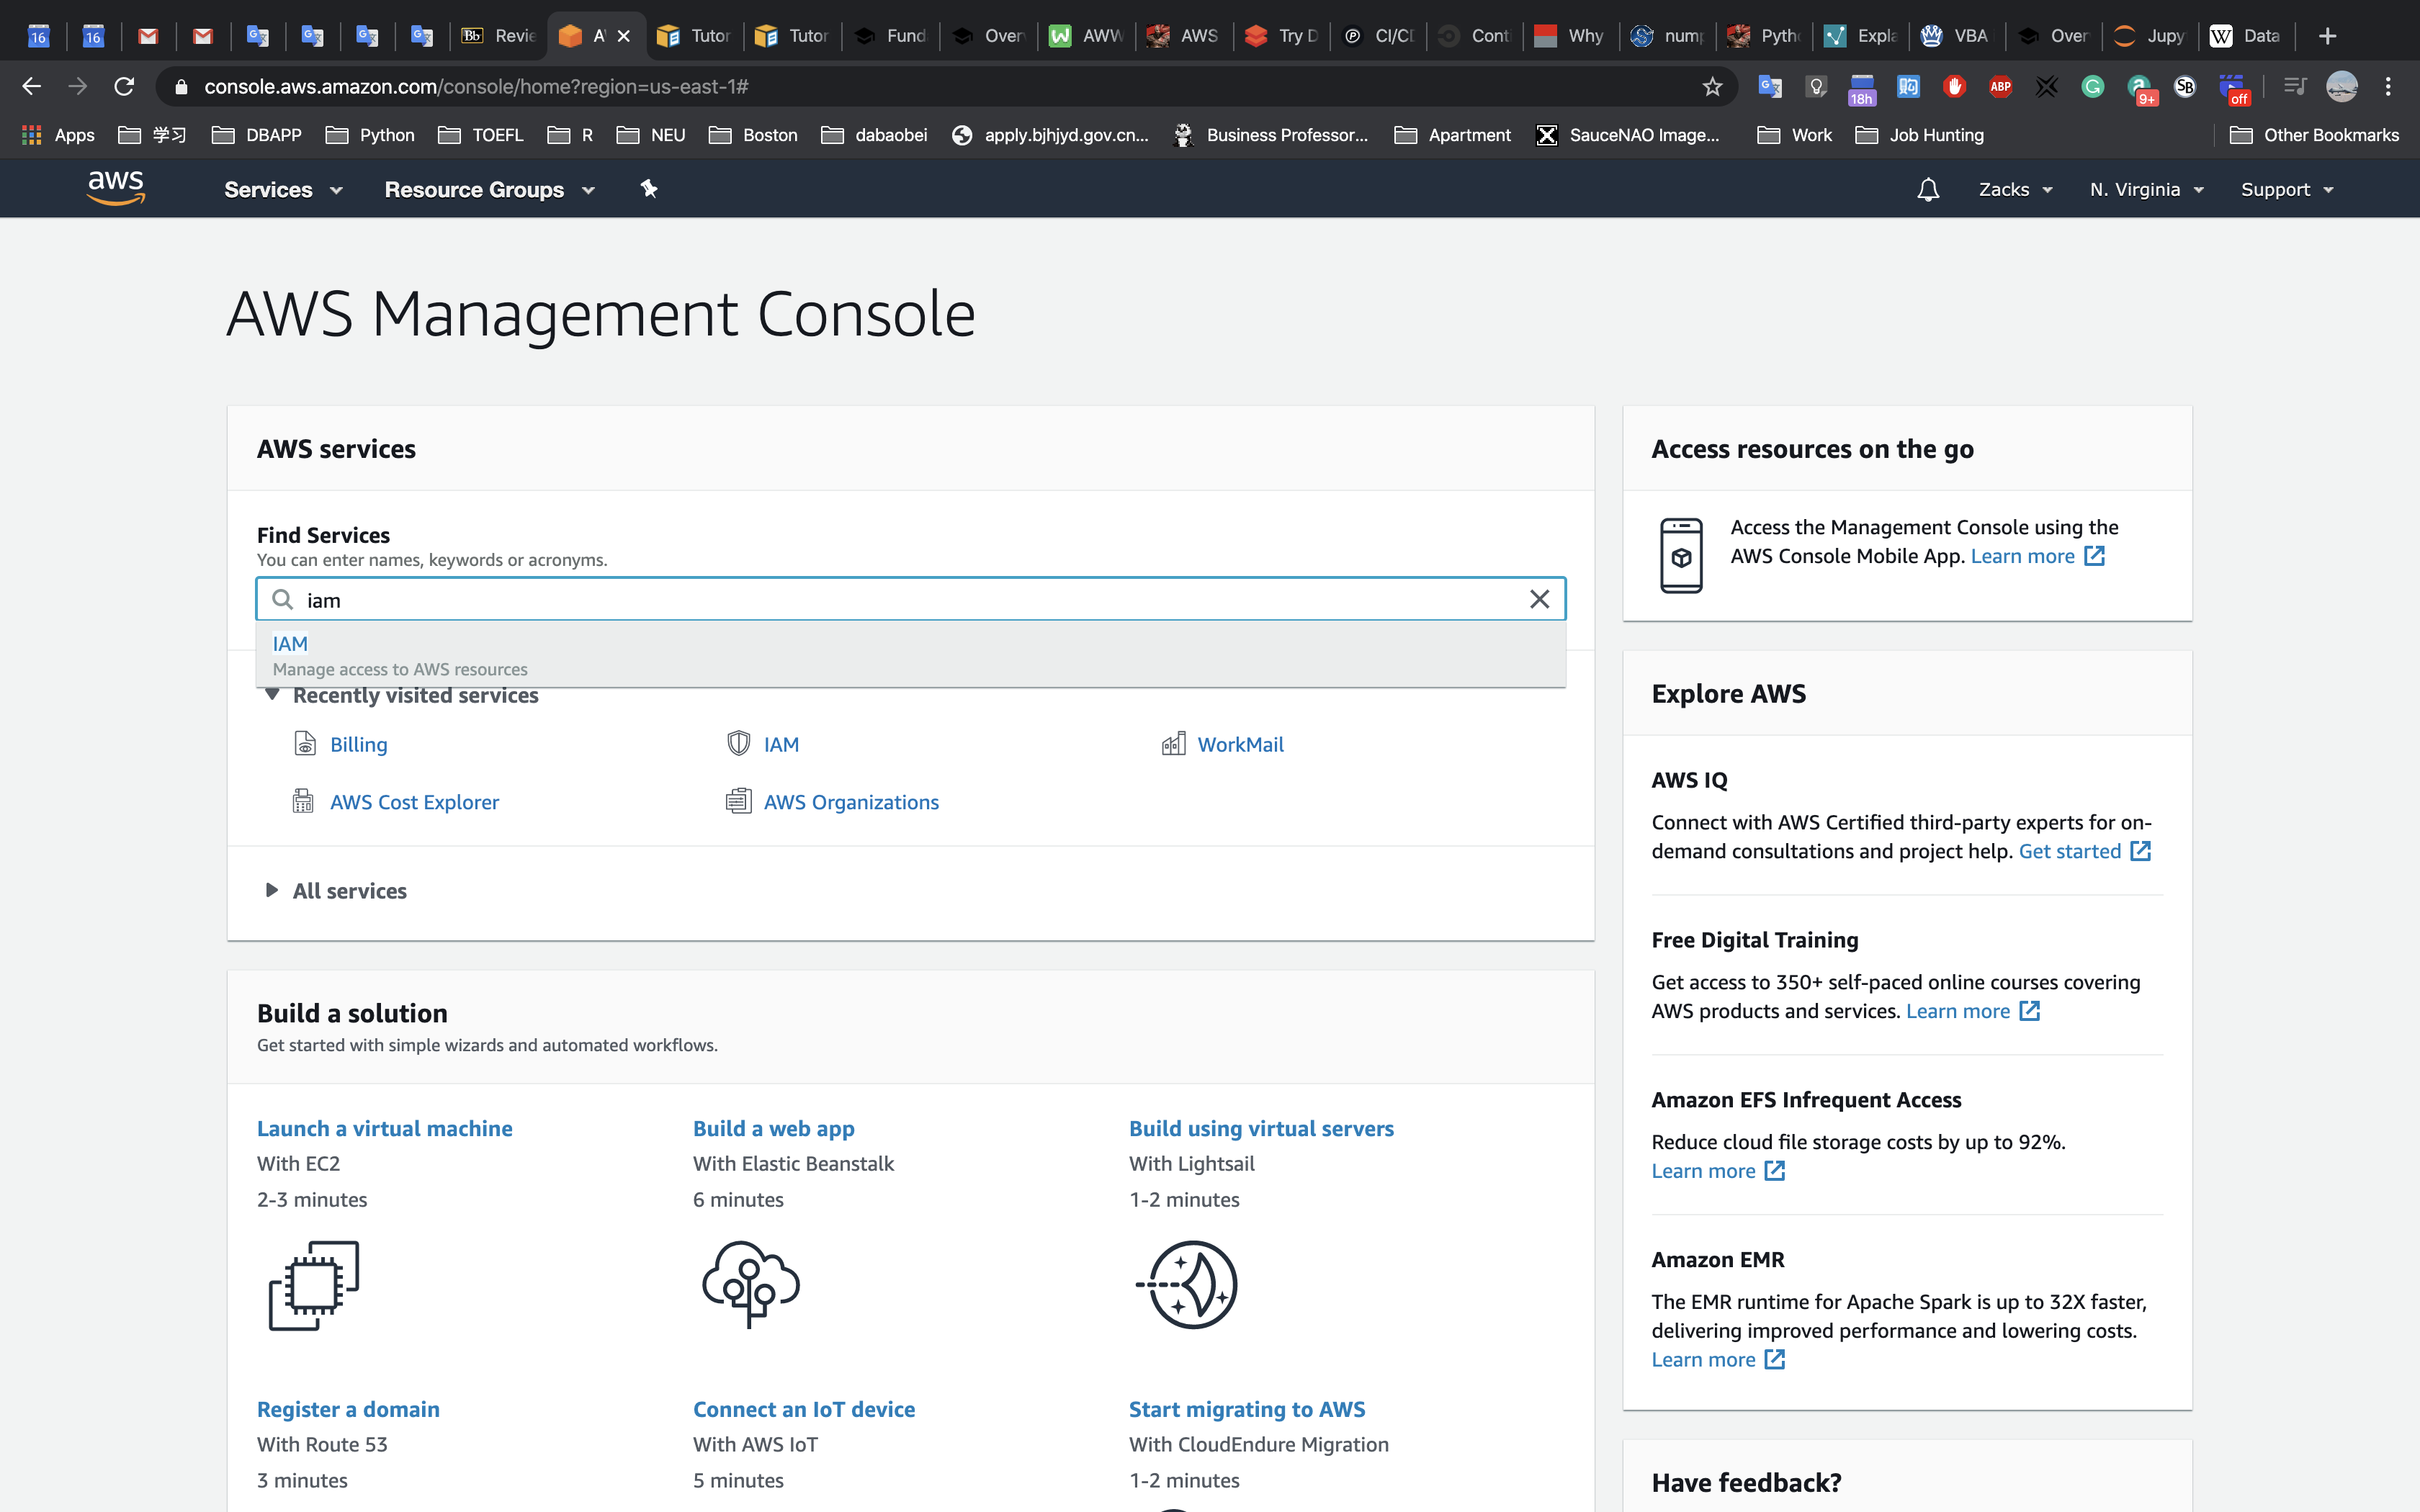 16
16
Bb Revie
A
Tutor
Tutor
Fund
Over
AWW
AWS
Try D
CI/CD
Cont
Why
num
Pyth
Expla
VBA
Over
Jupy
W Data
console.aws.amazon.com/console/home?region=us-east-1#
18h
ABP
9+
SB
off
Apps
学习
DBAPP
Python
TOEFL
R
NEU
Boston
dabaobei
apply.bjhjyd.gov.cn...
Business Professor...
Apartment
SauceNAO Image...
Work
Job Hunting
Other Bookmarks
aws
Services
Resource Groups
Zacks
N. Virginia
Support
AWS Management Console
AWS services
Find Services
You can enter names, keywords or acronyms.
iam
IAM
Manage access to AWS resources
Recently visited services
Billing
IAM
WorkMail
AWS Cost Explorer
AWS Organizations
All services
Build a solution
Get started with simple wizards and automated workflows.
Launch a virtual machine
With EC2
2-3 minutes
Build a web app
With Elastic Beanstalk
6 minutes
Build using virtual servers
With Lightsail
1-2 minutes
Register a domain
With Route 53
3 minutes
Connect an IoT device
With AWS IoT
5 minutes
Start migrating to AWS
With CloudEndure Migration
1-2 minutes
Access resources on the go
Access the Management Console using the
AWS Console Mobile App. Learn more
Explore AWS
AWS IQ
Connect with AWS Certified third-party experts for on-
demand consultations and project help. Get started
Free Digital Training
Get access to 350+ self-paced online courses covering
AWS products and services. Learn more
Amazon EFS Infrequent Access
Reduce cloud file storage costs by up to 92%.
Learn more
Amazon EMR
The EMR runtime for Apache Spark is up to 32X faster,
delivering improved performance and lowering costs.
Learn more
Have feedback?